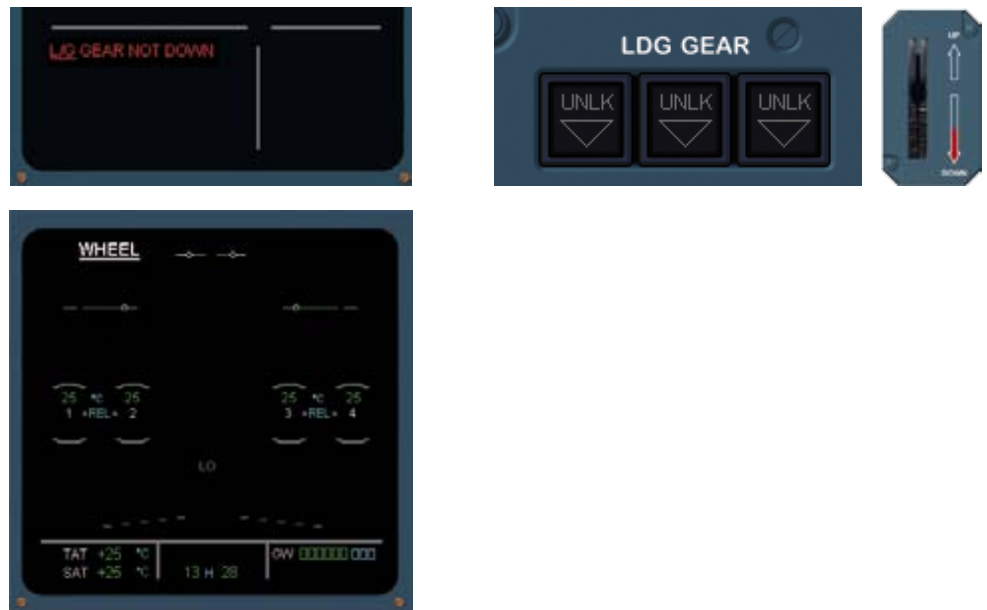 L/G GEAR NOT DOWN
LDG GEAR
UNLK UNLK UNLK
UP
DOWN
WHEEL
25 °C 25 25 °C 25
1 •REL• 2 3 •REL• 4
LO
TAT +25 °C GW
SAT +25 °C 13 H 28